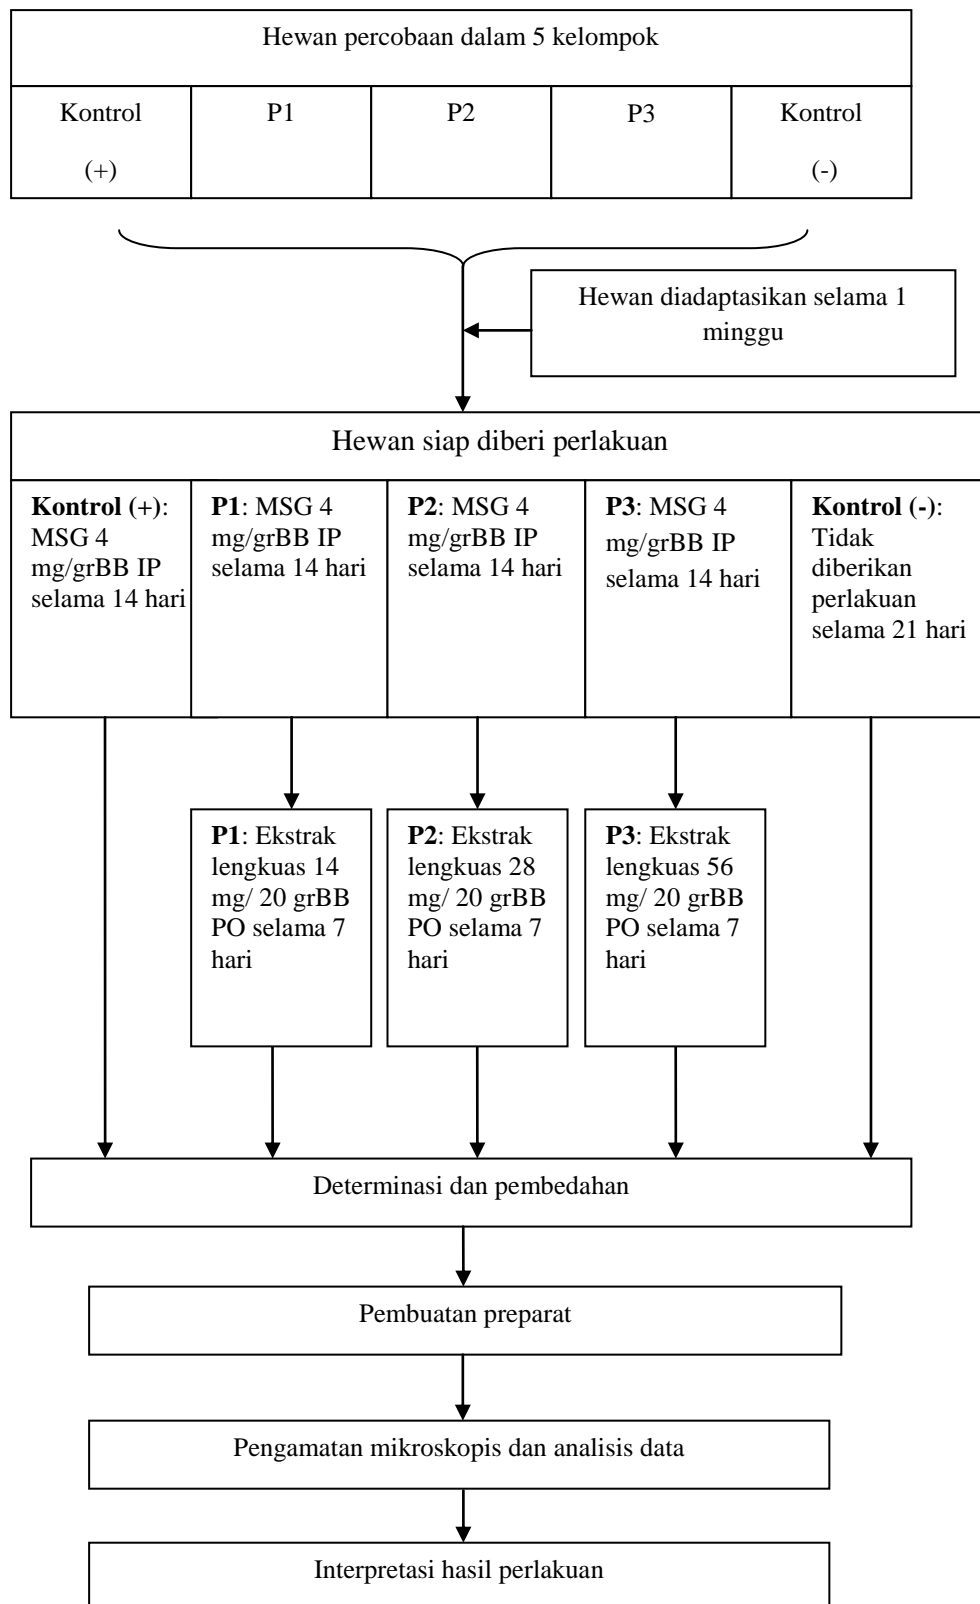 Hewan percobaan dalam 5 kelompok
Kontrol
(+)
P1
P2
P3
Kontrol
(-)
Hewan diadaptasikan selama 1
minggu
Hewan siap diberi perlakuan
Kontrol (+):
MSG 4
mg/grBB IP
selama 14 hari
P1: MSG 4
mg/grBB IP
selama 14 hari
P2: MSG 4
mg/grBB IP
selama 14 hari
P3: MSG 4
mg/grBB IP
selama 14 hari
Kontrol (-):
Tidak
diberikan
perlakuan
selama 21 hari
P1: Ekstrak
lengkuas 14
mg/ 20 grBB
PO selama 7
hari
P2: Ekstrak
lengkuas 28
mg/ 20 grBB
PO selama 7
hari
P3: Ekstrak
lengkuas 56
mg/ 20 grBB
PO selama 7
hari
Determinasi dan pembedahan
Pembuatan preparat
Pengamatan mikroskopis dan analisis data
Interpretasi hasil perlakuan